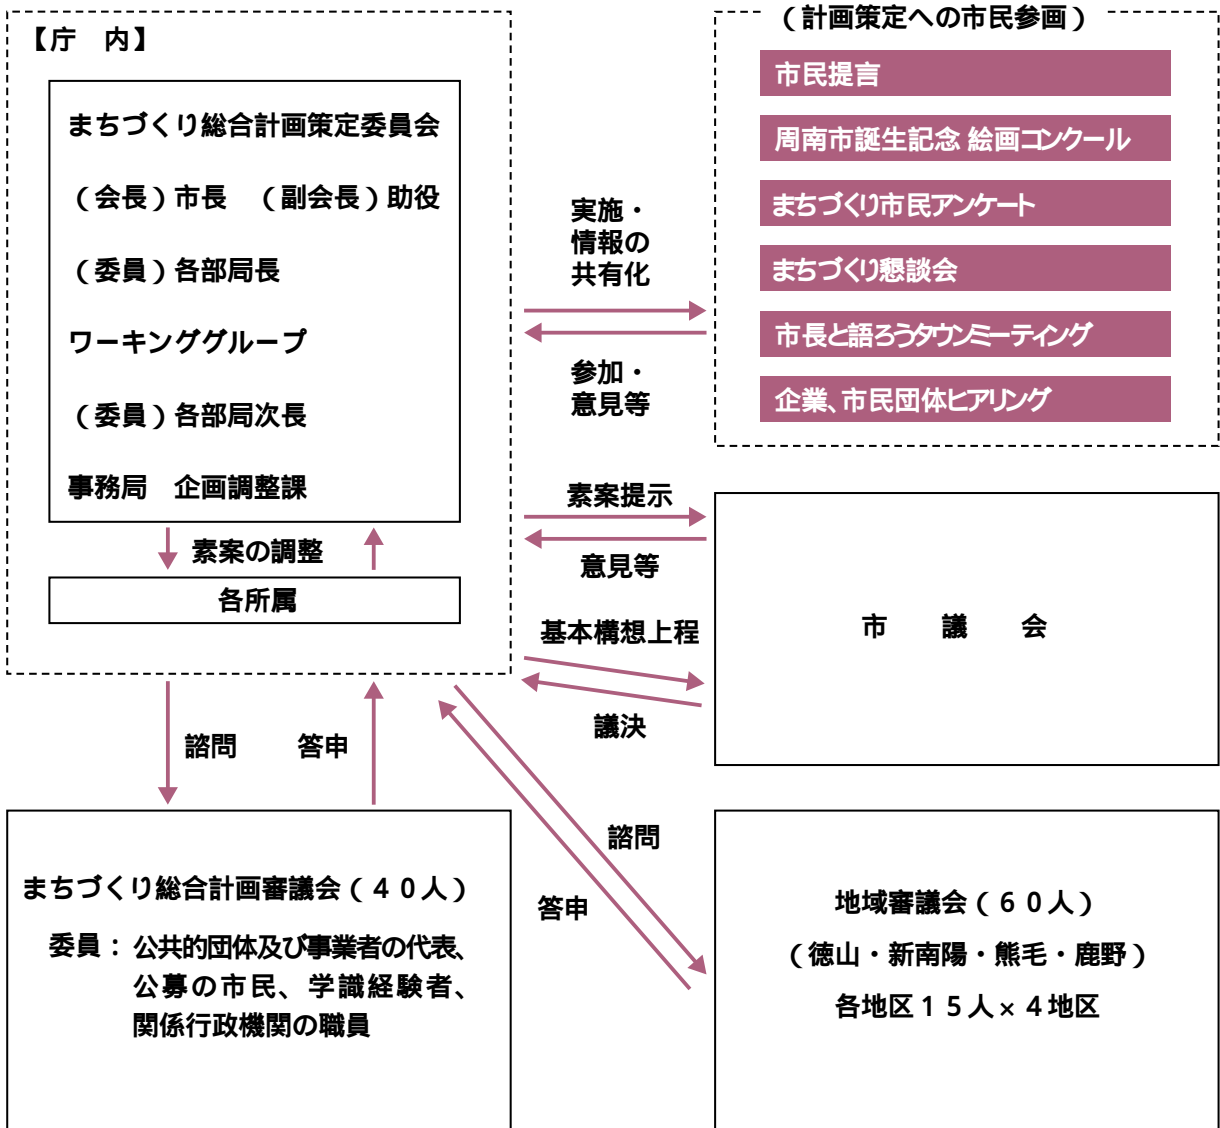 【庁　内】
まちづくり総合計画策定委員会
（会長）市長　（副会長）助役
（委員）各部局長
ワーキンググループ
（委員）各部局次長
事務局　企画調整課
素案の調整
各所属
（計画策定への市民参画）
市民提言
周南市誕生記念 絵画コンクール
まちづくり市民アンケート
まちづくり懇談会
市長と語ろうタウンミーティング
企業、市民団体ヒアリング
実施・
情報の
共有化
参加・
意見等
素案提示
意見等
基本構想上程
議決
市　議　会
諮問
答申
諮問
答申
まちづくり総合計画審議会（４０人）
委員：公共的団体及び事業者の代表、
公募の市民、学識経験者、
関係行政機関の職員
地域審議会（６０人）
（徳山・新南陽・熊毛・鹿野）
各地区１５人×４地区